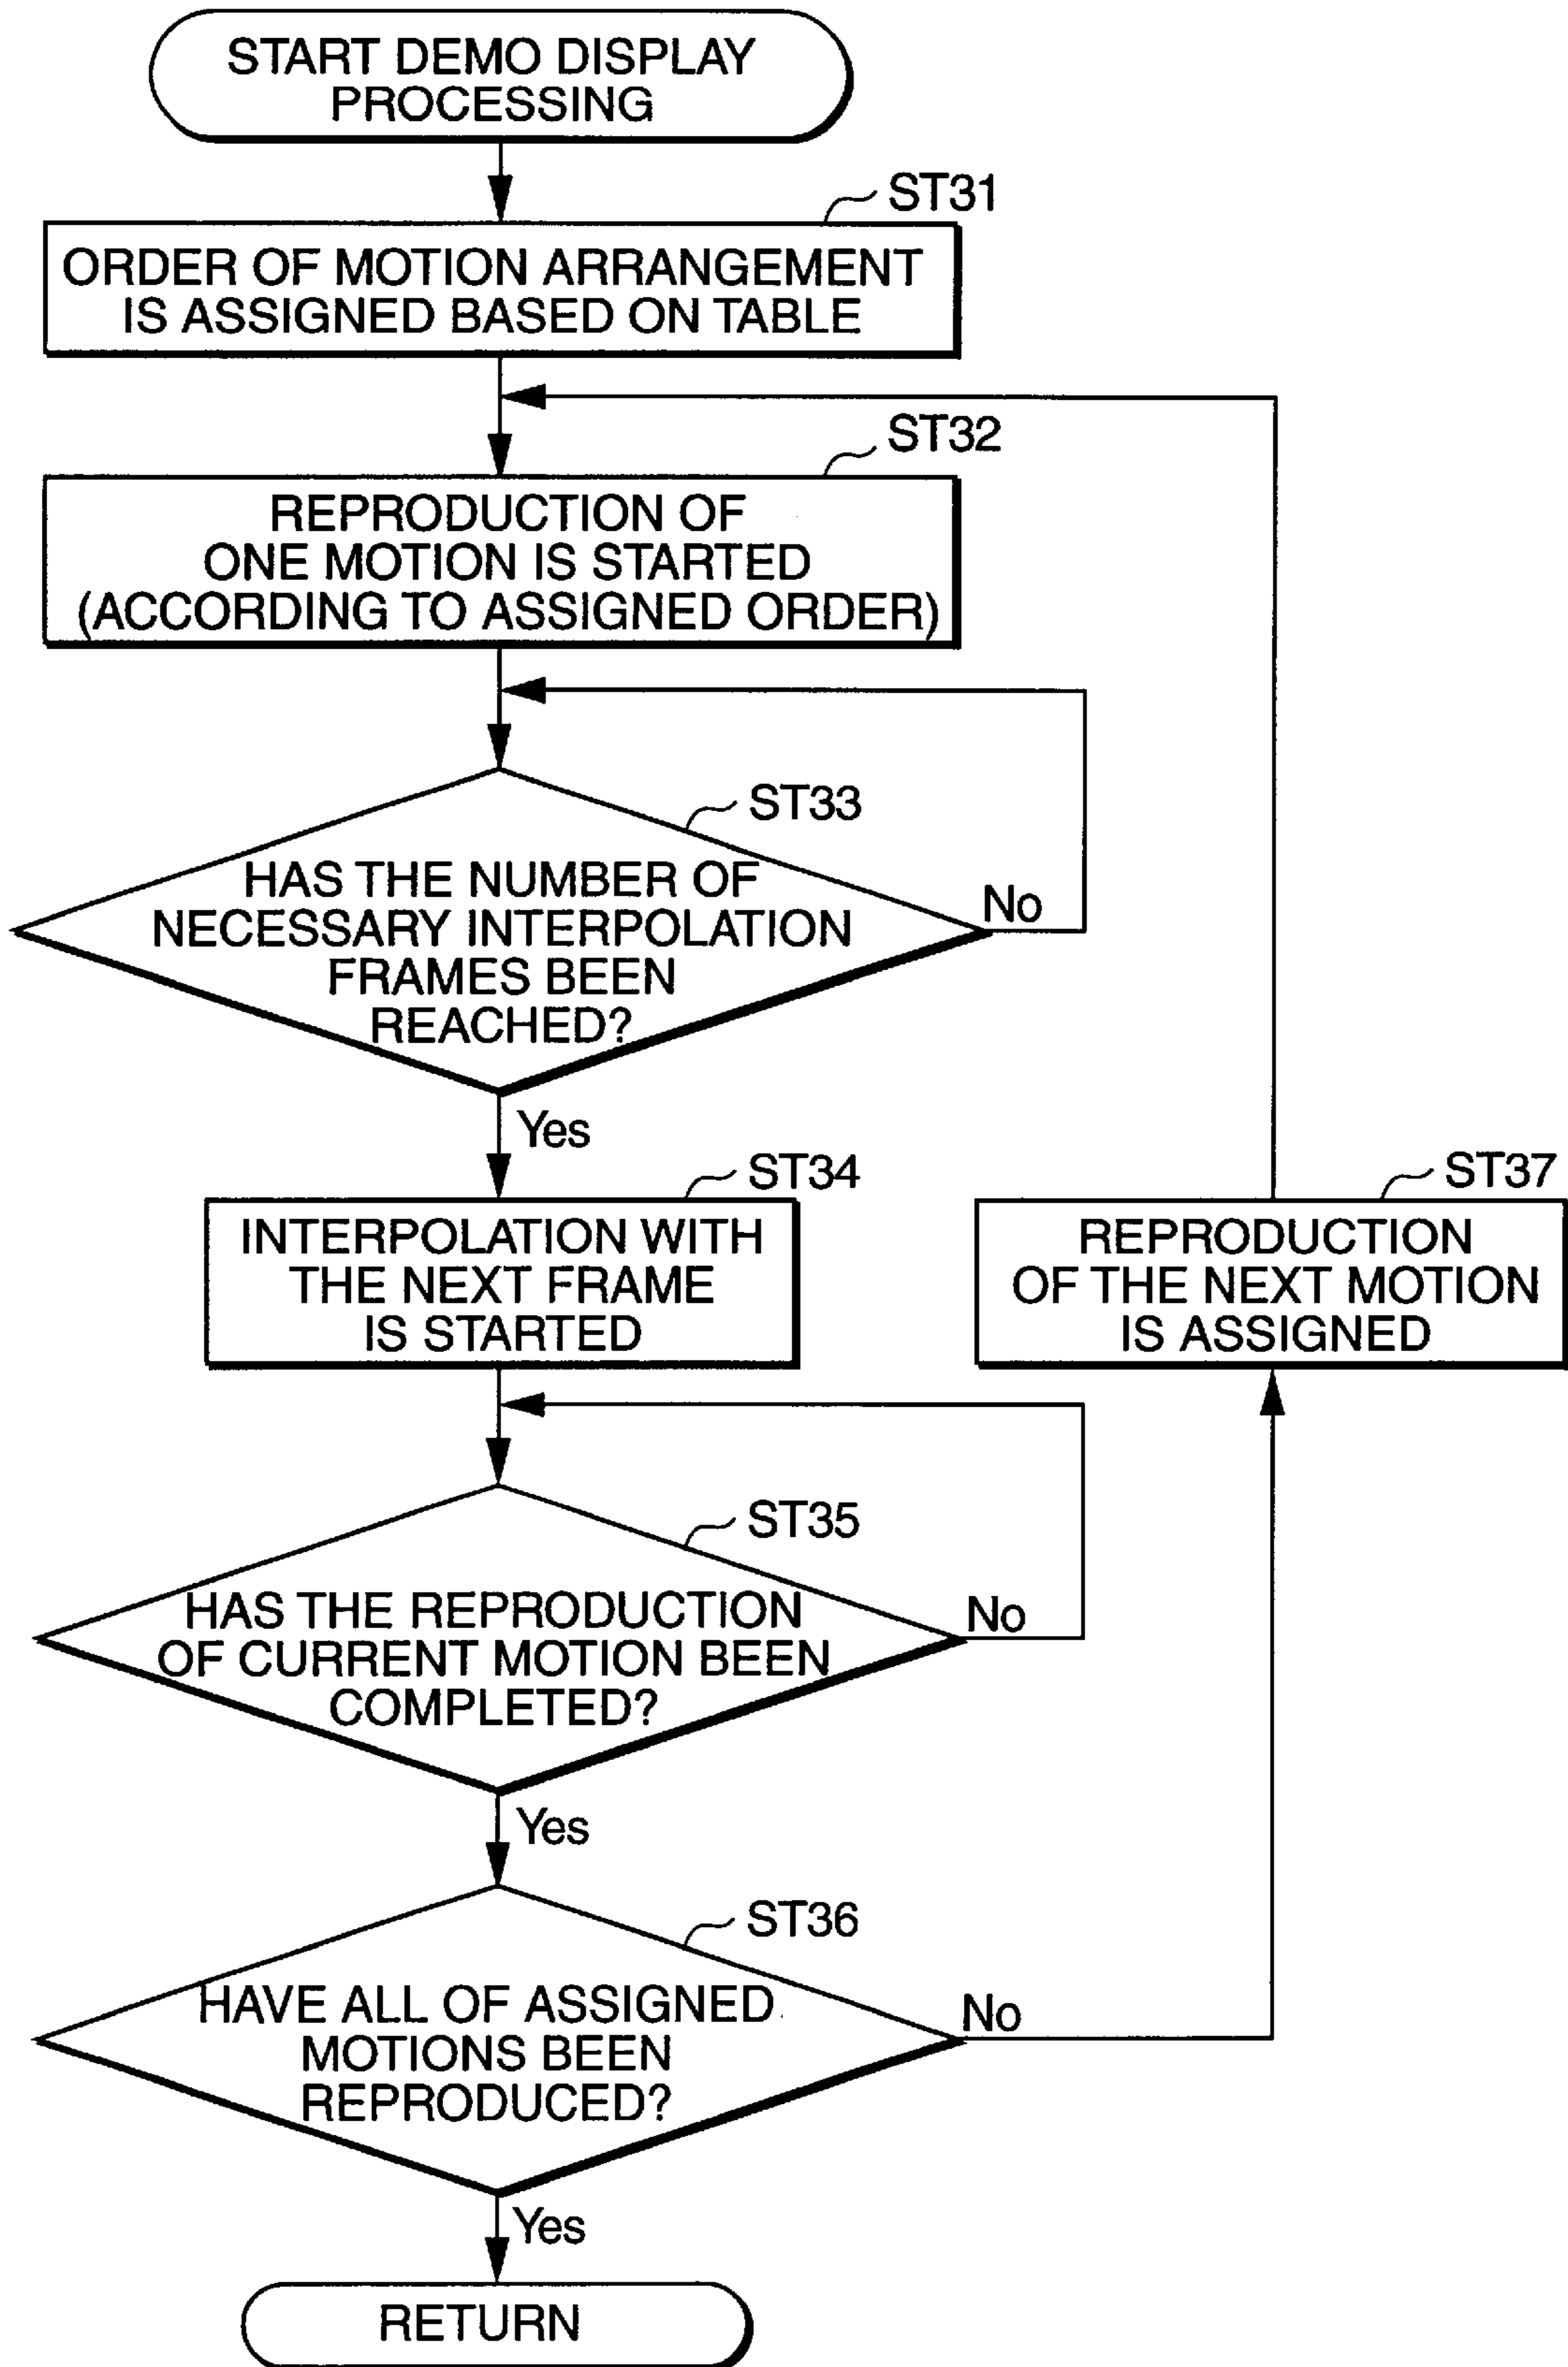 START DEMO DISPLAY
PROCESSING
ST31
ORDER OF MOTION ARRANGEMENT
IS ASSIGNED BASED ON TABLE
ST32
REPRODUCTION OF
ONE MOTION IS STARTED
(ACCORDING TO ASSIGNED ORDER)
ST33
HAS THE NUMBER OF
NECESSARY INTERPOLATION
FRAMES BEEN
REACHED?
No
Yes
ST34
INTERPOLATION WITH
THE NEXT FRAME
IS STARTED
ST37
REPRODUCTION
OF THE NEXT MOTION
IS ASSIGNED
ST35
HAS THE REPRODUCTION
OF CURRENT MOTION BEEN
COMPLETED?
No
Yes
ST36
HAVE ALL OF ASSIGNED
MOTIONS BEEN
REPRODUCED?
No
Yes
RETURN